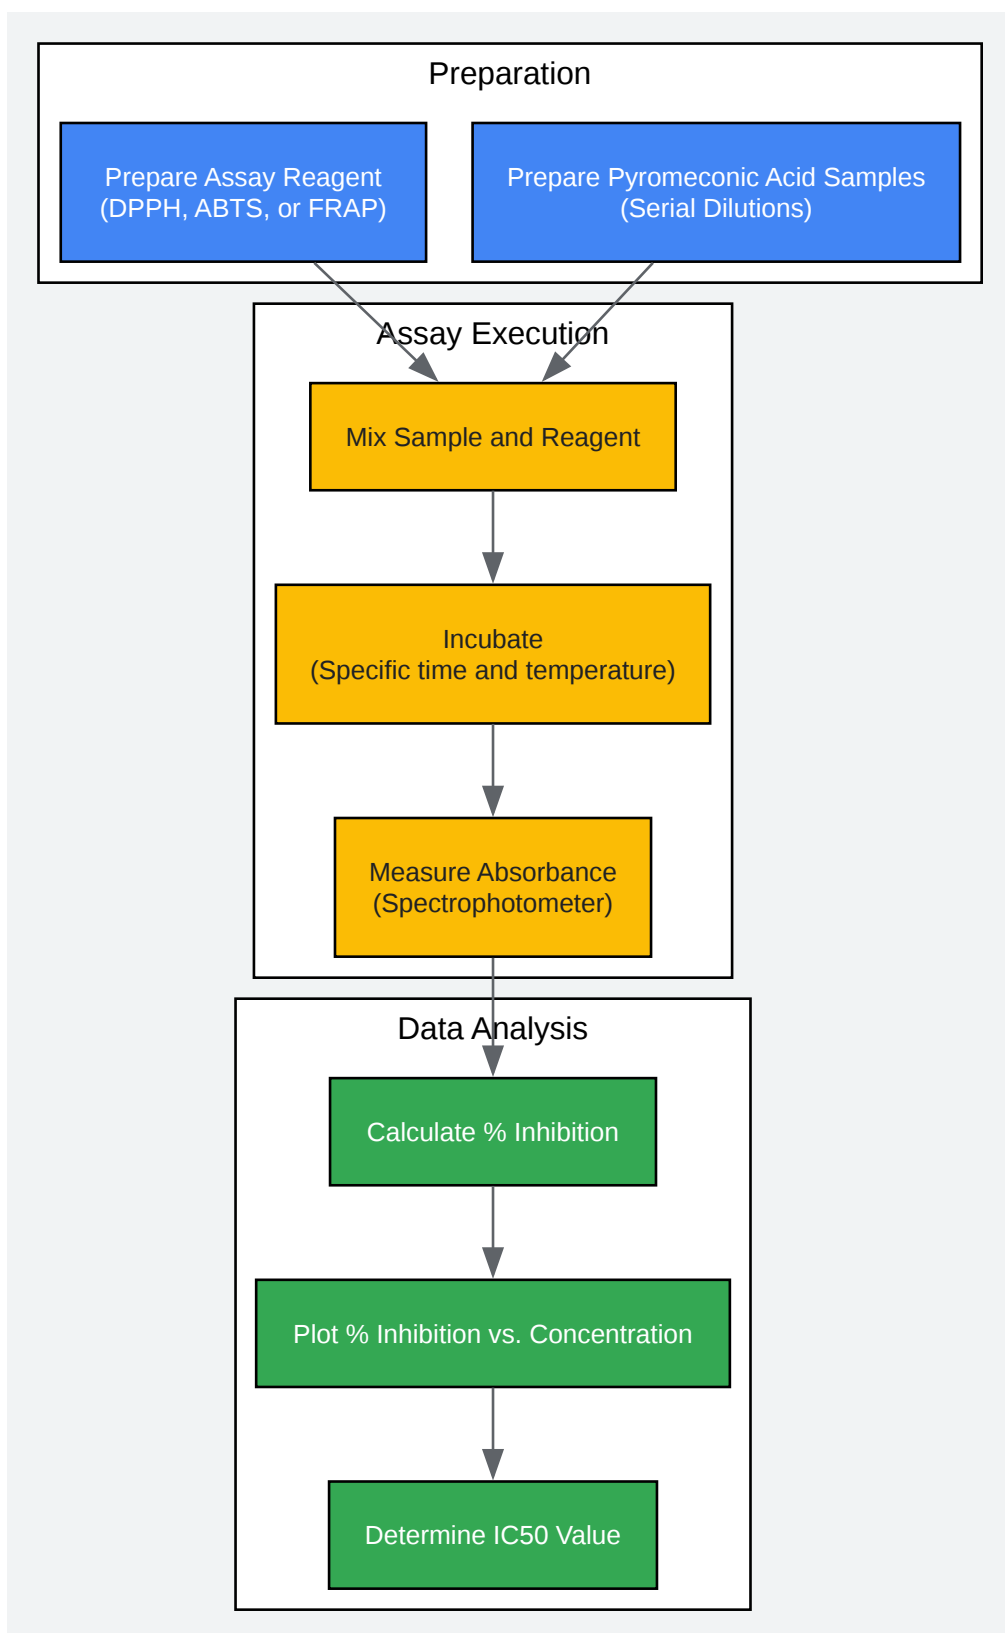 Preparation
Prepare Assay Reagent
(DPPH, ABTS, or FRAP)
Prepare Pyromeconic Acid Samples
(Serial Dilutions)
Assay Execution
Mix Sample and Reagent
Incubate
(Specific time and temperature)
Measure Absorbance
(Spectrophotometer)
Data Analysis
Calculate % Inhibition
Plot % Inhibition vs. Concentration
Determine IC50 Value